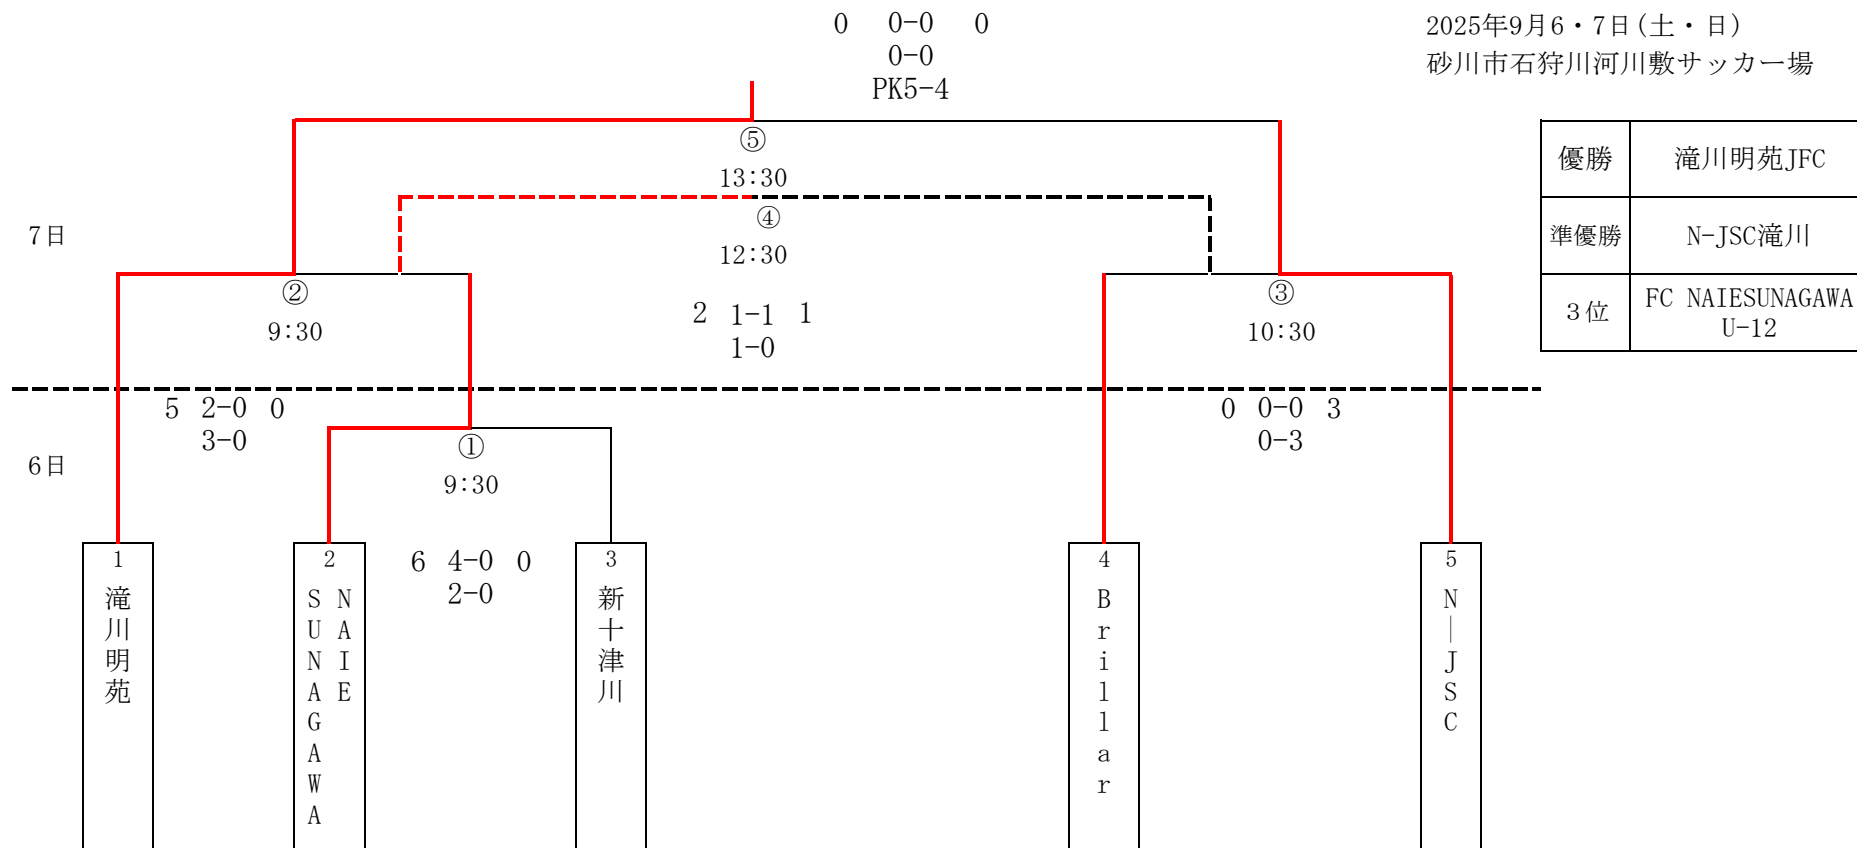 0 0-0 0
0-0
PK5-4
2025年9月6・7日(土・日)
砂川市石狩川河川敷サッカー場
⑤
13:30
④
12:30
優勝 滝川明苑JFC
準優勝 N-JSC滝川
3位 FC NAIESUNAGAWA
U-12
7日
②
9:30
2 1-1 1
1-0
③
10:30
5 2-0 0
3-0
0 0-0 3
0-3
6日
①
9:30
6 4-0 0
2-0
1
滝川明苑
2
NAIE
SUNAGAWA
3
新十津川
4
Brillar
5
N―JSC